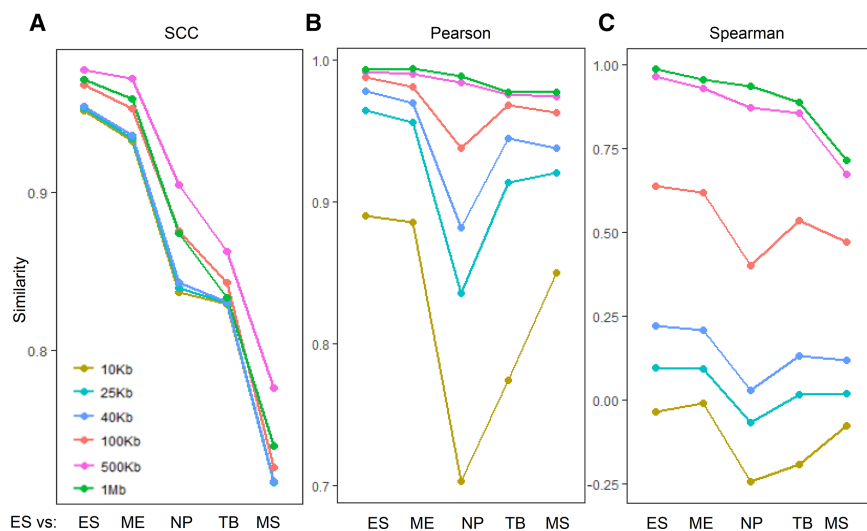 A SCC
B Pearson
C Spearman
Similarity
0.9
0.8
10Kb
25Kb
40Kb
100Kb
500Kb
1Mb
1.0
0.9
0.8
0.7
1.00
0.75
0.50
0.25
0.00
-0.25
ES vs: ES ME NP TB MS
ES ME NP TB MS
ES ME NP TB MS